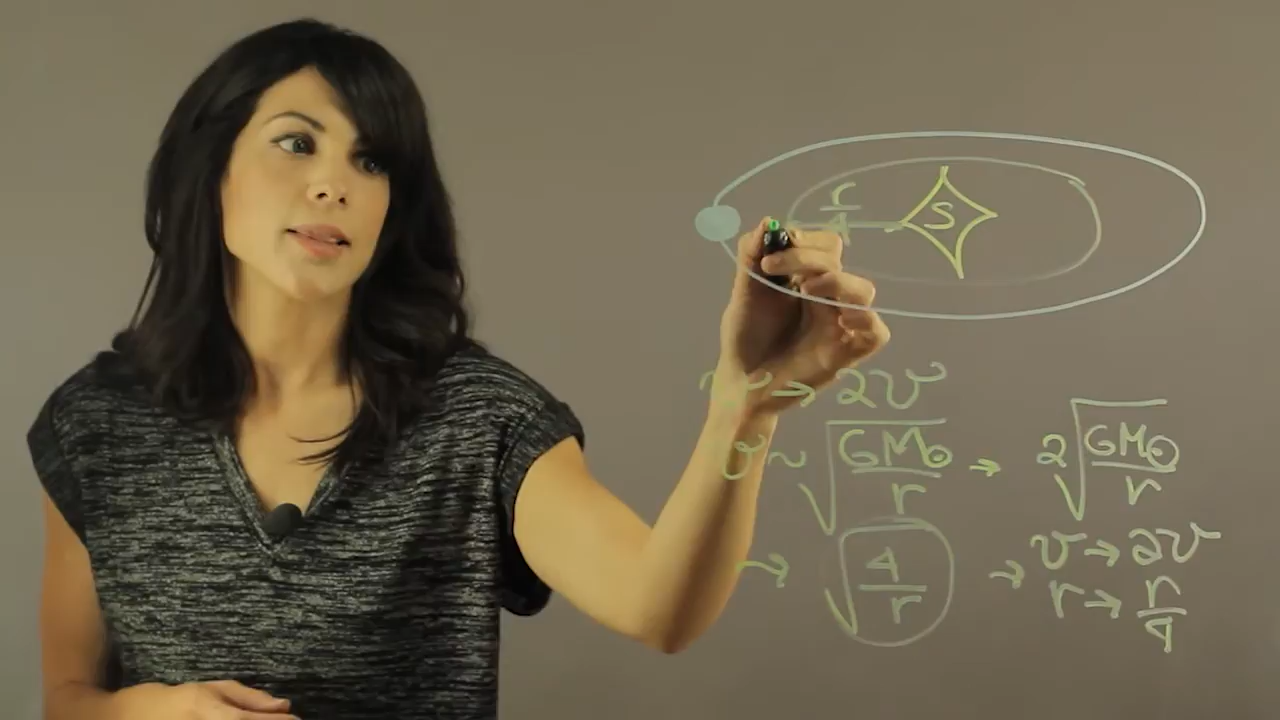 r/4 S
v → 2v
v ~ √(GM⊙/r) → 2√(GM⊙/r)
→ √(4/r) → v → 2v
r → r/4